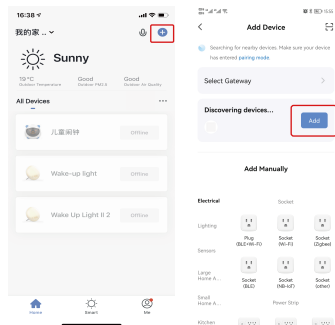 16:38
我的家 .. ∨
Sunny
19°C
Good
Good
Outdoor Temperature
Outdoor PM2.5
Outdoor Air Quality
All Devices
儿童闹钟
Offline
Wake-up light
Offline
Wake Up Light II 2
Offline
Home
Smart
Me
Add Device
Searching for nearby devices. Make sure your device
has entered pairing mode.
Select Gateway
Discovering devices...
Add
Add Manually
Electrical
Socket
Lighting
Plug
(BLE+Wi-Fi)
Socket
(Wi-Fi)
Socket
(Zigbee)
Sensors
Large
Home A...
Socket
(BLE)
Socket
(NB-IoT)
Socket
(other)
Small
Home A...
Power Strip
Kitchen